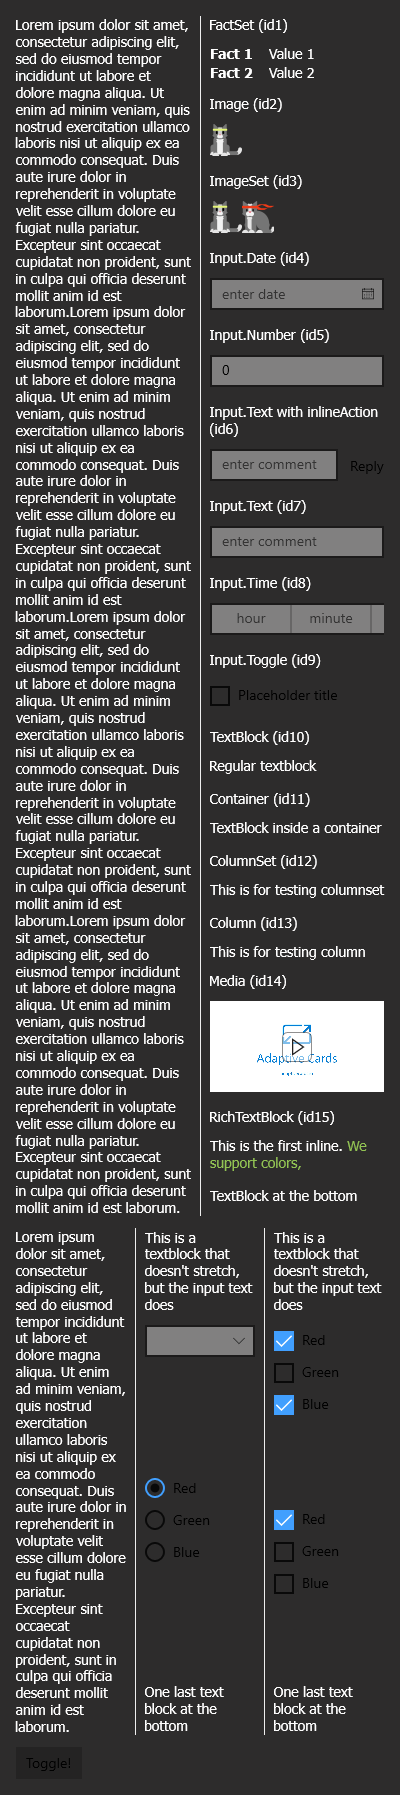 Lorem ipsum dolor sit amet,
consectetur adipiscing elit,
sed do eiusmod tempor
incididunt ut labore et
dolore magna aliqua. Ut
enim ad minim veniam, quis
nostrud exercitation ullamco
laboris nisi ut aliquip ex ea
commodo consequat. Duis
aute irure dolor in
reprehenderit in voluptate
velit esse cillum dolore eu
fugiat nulla pariatur.
Excepteur sint occaecat
cupidatat non proident, sunt
in culpa qui officia deserunt
mollit anim id est
laborum.Lorem ipsum dolor
sit amet, consectetur
adipiscing elit, sed do
eiusmod tempor incididunt
ut labore et dolore magna
aliqua. Ut enim ad minim
veniam, quis nostrud
exercitation ullamco laboris
nisi ut aliquip ex ea
commodo consequat. Duis
aute irure dolor in
reprehenderit in voluptate
velit esse cillum dolore eu
fugiat nulla pariatur.
Excepteur sint occaecat
cupidatat non proident, sunt
in culpa qui officia deserunt
mollit anim id est
laborum.Lorem ipsum dolor
sit amet, consectetur
adipiscing elit, sed do
eiusmod tempor incididunt
ut labore et dolore magna
aliqua. Ut enim ad minim
veniam, quis nostrud
exercitation ullamco laboris
nisi ut aliquip ex ea
commodo consequat. Duis
aute irure dolor in
reprehenderit in voluptate
velit esse cillum dolore eu
fugiat nulla pariatur.
Excepteur sint occaecat
cupidatat non proident, sunt
in culpa qui officia deserunt
mollit anim id est
laborum.Lorem ipsum dolor
sit amet, consectetur
adipiscing elit, sed do
eiusmod tempor incididunt
ut labore et dolore magna
aliqua. Ut enim ad minim
veniam, quis nostrud
exercitation ullamco laboris
nisi ut aliquip ex ea
commodo consequat. Duis
aute irure dolor in
reprehenderit in voluptate
velit esse cillum dolore eu
fugiat nulla pariatur.
Excepteur sint occaecat
cupidatat non proident, sunt
in culpa qui officia deserunt
mollit anim id est laborum.
FactSet (id1)
Fact 1 Value 1
Fact 2 Value 2
Image (id2)
ImageSet (id3)
Input.Date (id4)
enter date
Input.Number (id5)
0
Input.Text with inlineAction
(id6)
enter comment Reply
Input.Text (id7)
enter comment
Input.Time (id8)
hour minute
Input.Toggle (id9)
Placeholder title
TextBlock (id10)
Regular textblock
Container (id11)
TextBlock inside a container
ColumnSet (id12)
This is for testing columnset
Column (id13)
This is for testing column
Media (id14)
Adaptive Cards
RichTextBlock (id15)
This is the first inline. We
support colors,
TextBlock at the bottom
Lorem ipsum
dolor sit amet,
consectetur
adipiscing elit,
sed do eiusmod
tempor incididunt
ut labore et
dolore magna
aliqua. Ut enim
ad minim veniam,
quis nostrud
exercitation
ullamco laboris
nisi ut aliquip ex
ea commodo
consequat. Duis
aute irure dolor in
reprehenderit in
voluptate velit
esse cillum dolore
eu fugiat nulla
pariatur.
Excepteur sint
occaecat
cupidatat non
proident, sunt in
culpa qui officia
deserunt mollit
anim id est
laborum.
This is a
textblock that
doesn't stretch,
but the input text
does
Red
Green
Blue
One last text
block at the
bottom
This is a
textblock that
doesn't stretch,
but the input text
does
Red
Green
Blue
Red
Green
Blue
One last text
block at the
bottom
Toggle!